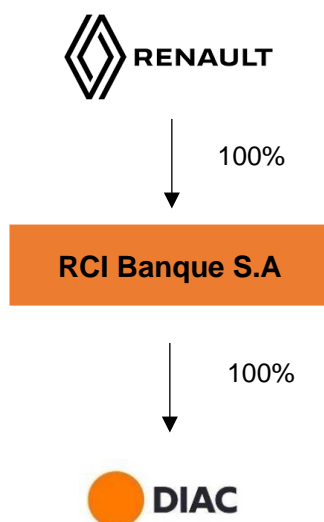 RENAULT
100%
RCI Banque S.A
100%
DIAC